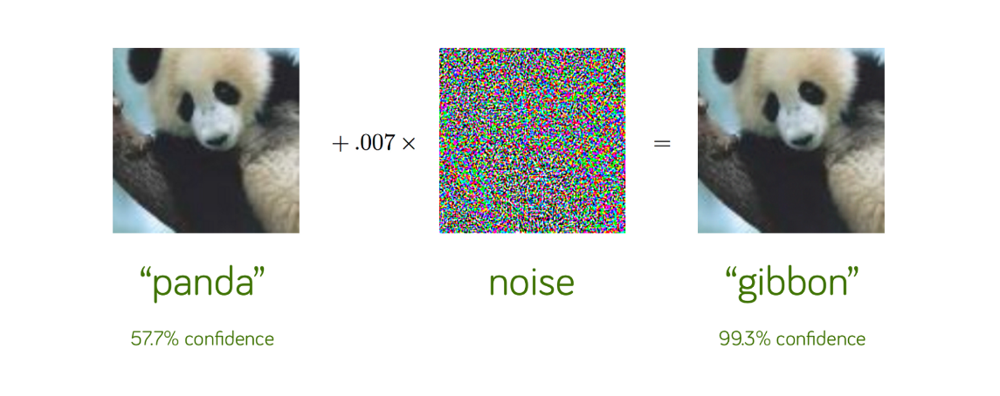 + .007 ×
=
“panda”
noise
“gibbon”
57.7% confidence
99.3% confidence